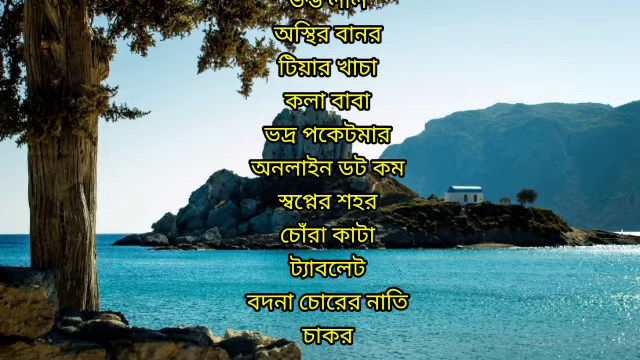 অস্থির বানর
টিয়ার খাচা
কলা বাবা
ভদ্র পকেটমার
অনলাইন ডট কম
স্বপ্নের শহর
চোঁরা কাটা
ট্যাবলেট
বদনা চোরের নাতি
চাকর